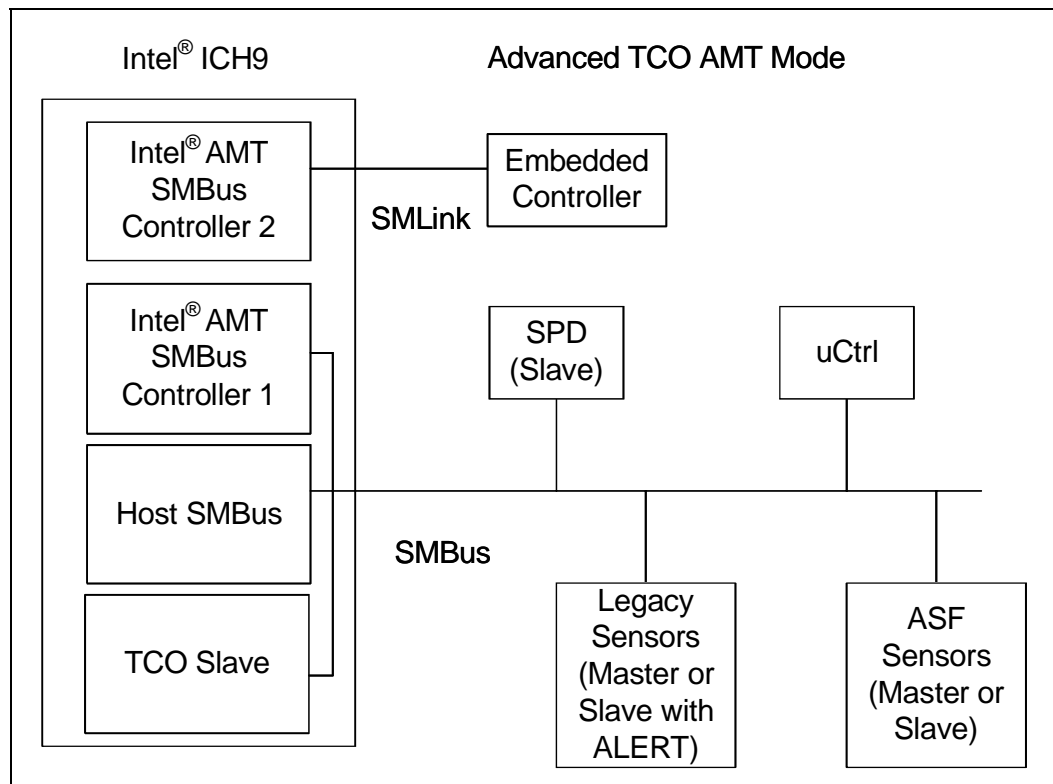 Intel® ICH9
Advanced TCO AMT Mode
Intel® AMT
SMBus
Controller 2
Embedded
Controller
SMLink
Intel® AMT
SMBus
Controller 1
SPD
(Slave)
uCtrl
Host SMBus
SMBus
TCO Slave
Legacy
Sensors
(Master or
Slave with
ALERT)
ASF
Sensors
(Master or
Slave)